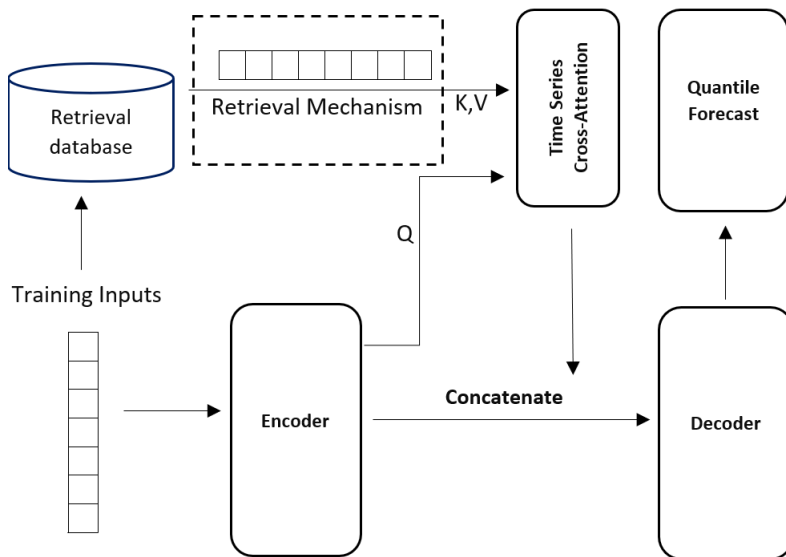 Retrieval
database
Retrieval Mechanism
K,V
Time Series
Cross-Attention
Quantile
Forecast
Q
Training Inputs
Encoder
Concatenate
Decoder